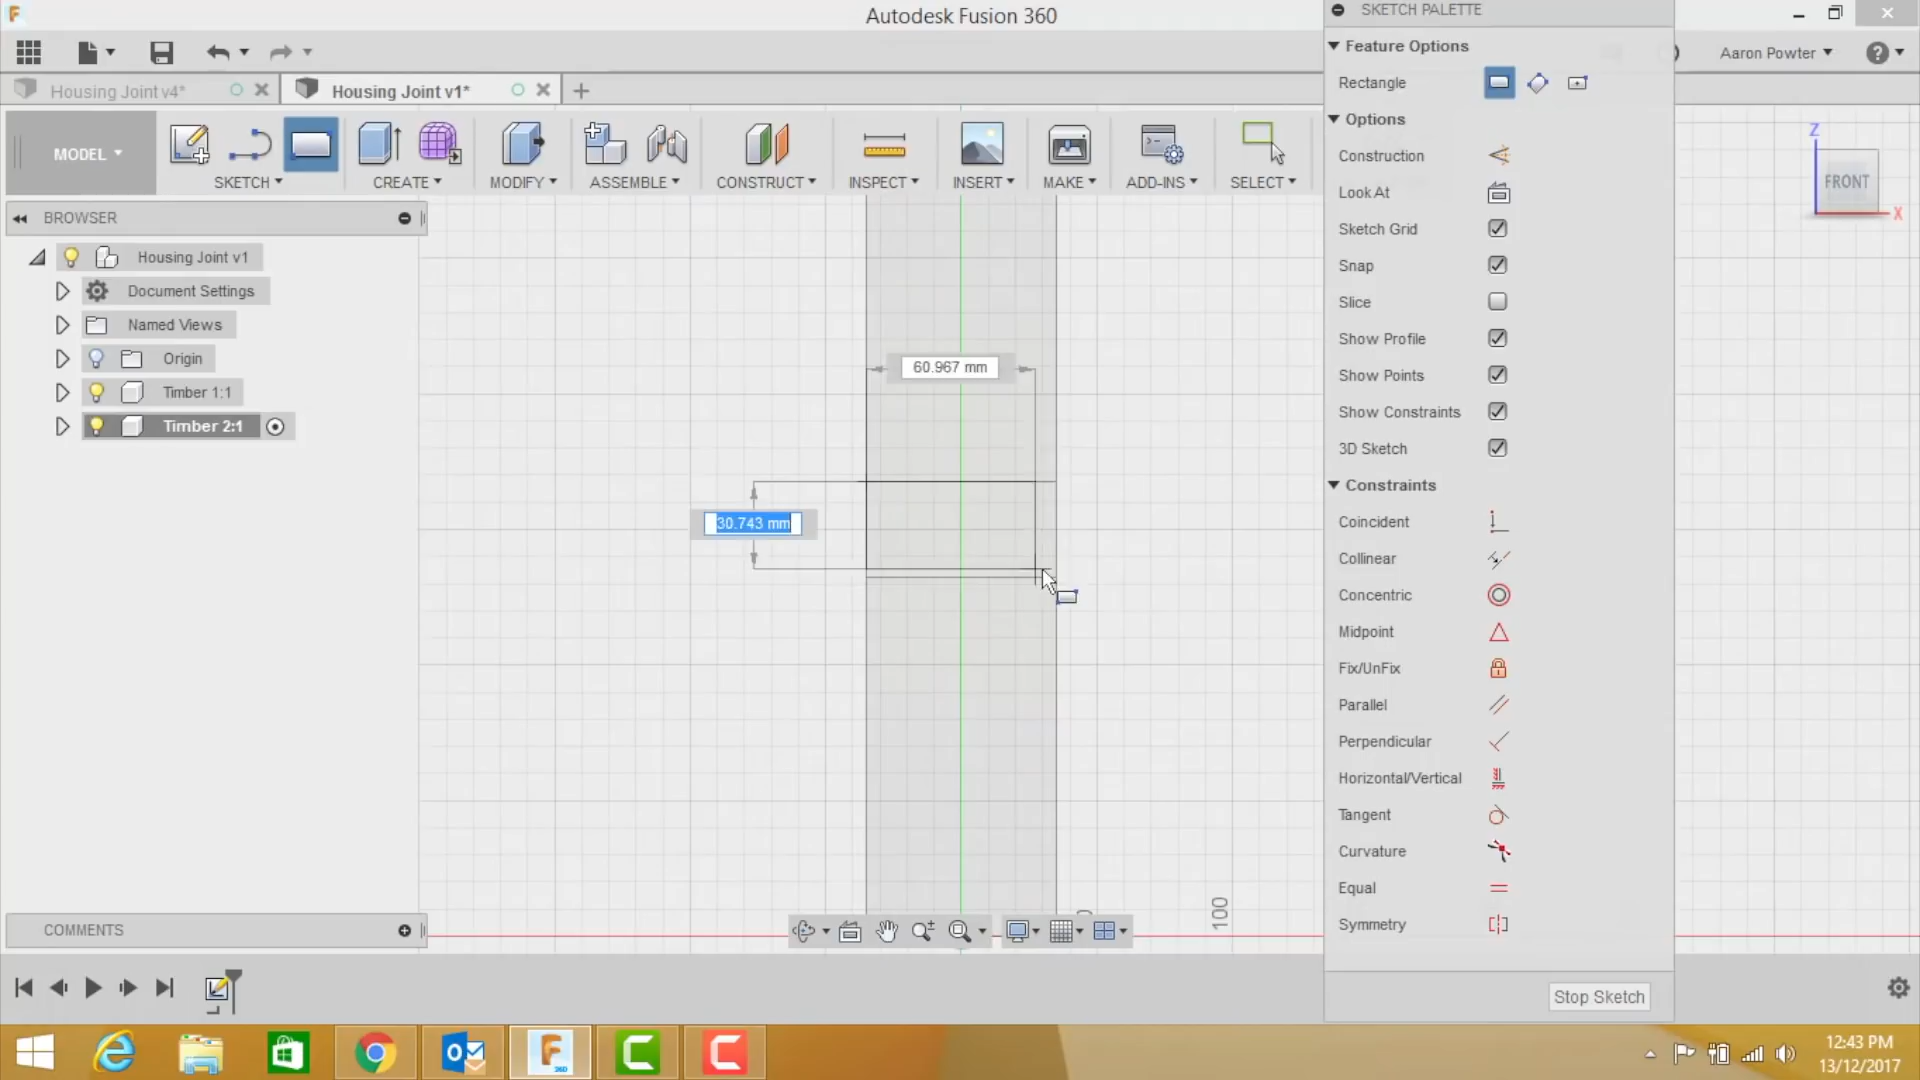 Autodesk Fusion 360
SKETCH PALETTE
Aaron Powter
Housing Joint v4*
Housing Joint v1*
MODEL
SKETCH
CREATE
MODIFY
ASSEMBLE
CONSTRUCT
INSPECT
INSERT
MAKE
ADD-INS
SELECT
BROWSER
Housing Joint v1
Document Settings
Named Views
Origin
Timber 1:1
Timber 2:1
60.967 mm
30.743 mm
100
Feature Options
Rectangle
Options
Construction
Look At
Sketch Grid
Snap
Slice
Show Profile
Show Points
Show Constraints
3D Sketch
Constraints
Coincident
Collinear
Concentric
Midpoint
Fix/UnFix
Parallel
Perpendicular
Horizontal/Vertical
Tangent
Curvature
Equal
Symmetry
Stop Sketch
Z
FRONT
X
COMMENTS
12:43 PM
13/12/2017